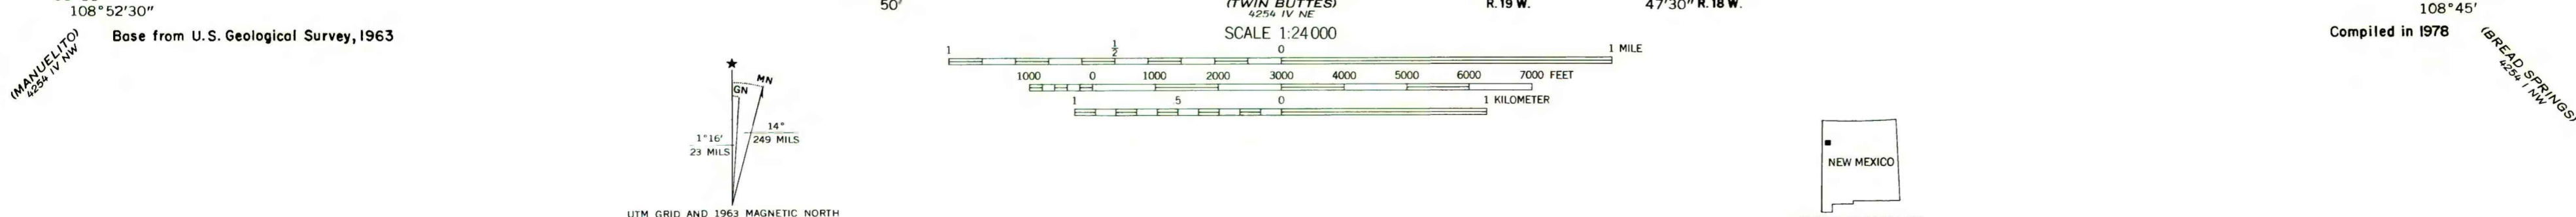 108°52'30"
50'
(TWIN BUTTES)
4254 IV NE
R. 19 W.
47'30" R. 18 W.
108°45'
(MANUELITO)
4254 IV NW
Base from U.S. Geological Survey, 1963
SCALE 1:24 000
Compiled in 1978
(BREAD SPRINGS)
4254 I NW
1 1/2 0 1 MILE
1000 0 1000 2000 3000 4000 5000 6000 7000 FEET
1 .5 0 1 KILOMETER
★
MN
GN
14°
249 MILS
1°16'
23 MILS
UTM GRID AND 1963 MAGNETIC NORTH
NEW MEXICO